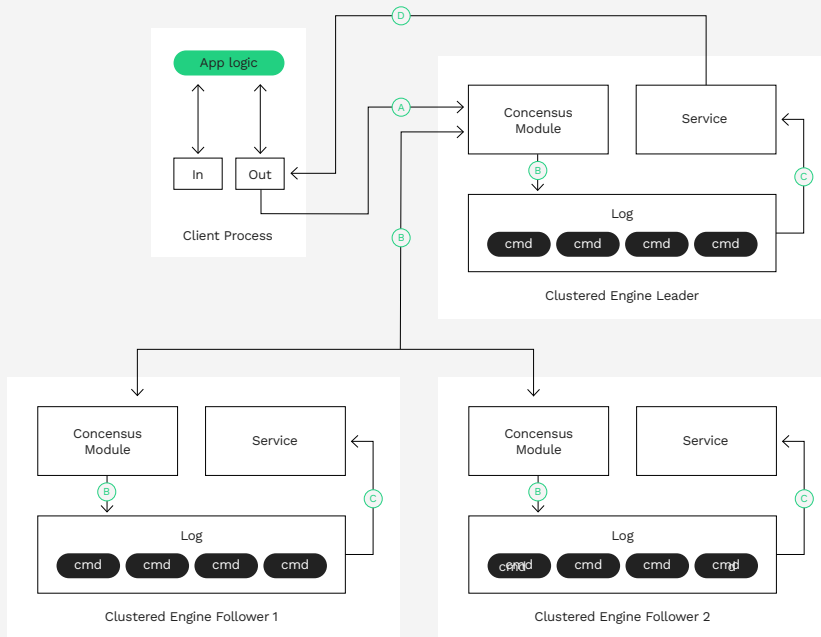 D
App logic
A
Concensus
Module
Service
In
Out
B
C
Log
cmd cmd cmd cmd
Client Process
B
Clustered Engine Leader
Concensus
Module
Service
B
C
Log
cmd cmd cmd cmd
Clustered Engine Follower 1
Concensus
Module
Service
B
C
Log
cmd cmd cmd cmd
cmd d
Clustered Engine Follower 2